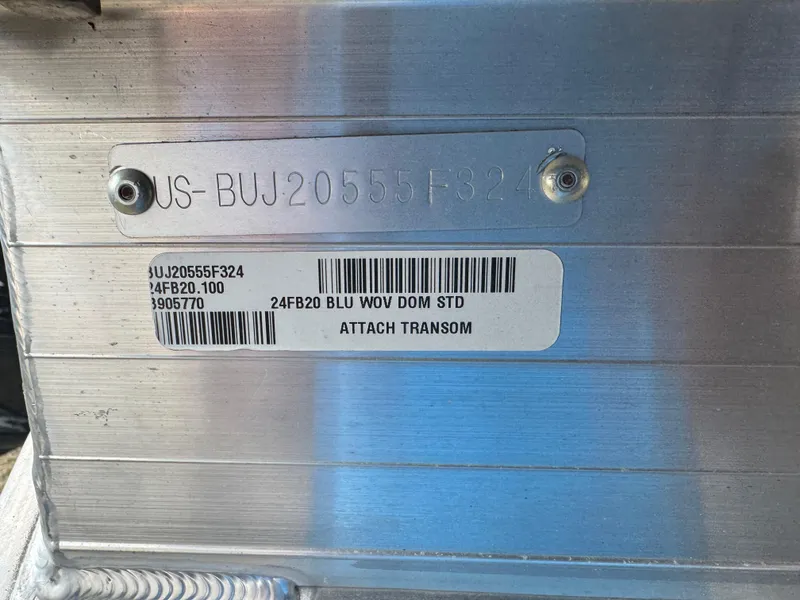 US-BUJ20555F324
BUJ20555F324
24FB20.100
3905770
24FB20 BLU WOV DOM STD
ATTACH TRANSOM